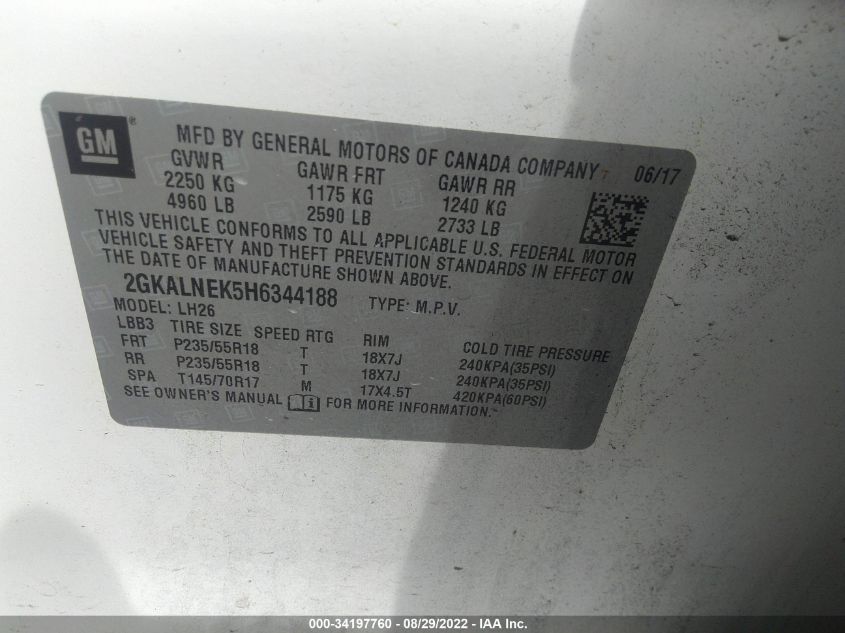 GM ®
MFD BY GENERAL MOTORS OF CANADA COMPANY T 06/17
GVWR GAWR FRT GAWR RR
2250 KG 1175 KG 1240 KG
4960 LB 2590 LB 2733 LB
THIS VEHICLE CONFORMS TO ALL APPLICABLE U.S. FEDERAL MOTOR
VEHICLE SAFETY AND THEFT PREVENTION STANDARDS IN EFFECT ON
THE DATE OF MANUFACTURE SHOWN ABOVE.
2GKALNEK5H6344188 TYPE: M.P.V.
MODEL: LH26
LBB3 TIRE SIZE SPEED RTG RIM COLD TIRE PRESSURE
FRT P235/55R18 T 18X7J 240KPA(35PSI)
RR P235/55R18 T 18X7J 240KPA(35PSI)
SPA T145/70R17 M 17X4.5T 420KPA(60PSI)
SEE OWNER'S MANUAL i FOR MORE INFORMATION.
000-34197760 - 08/29/2022 - IAA Inc.